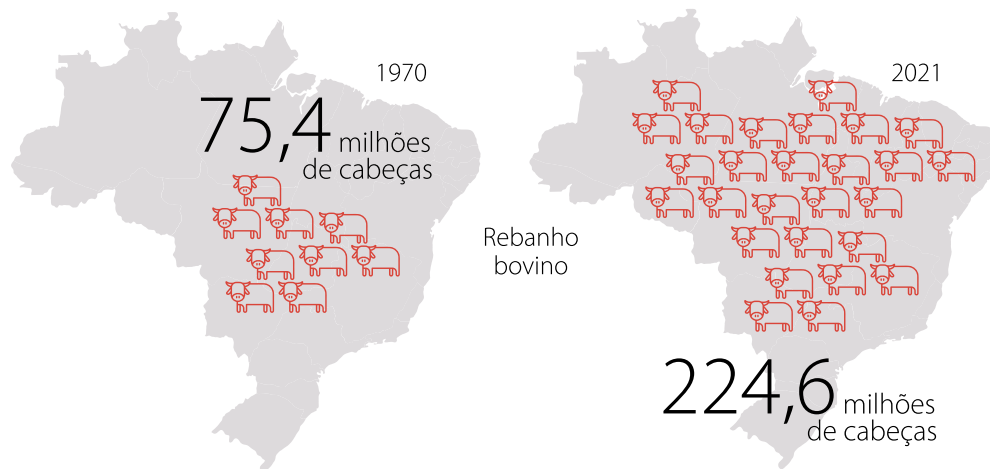 1970
75,4 milhões
de cabeças
Rebanho
bovino
2021
224,6 milhões
de cabeças